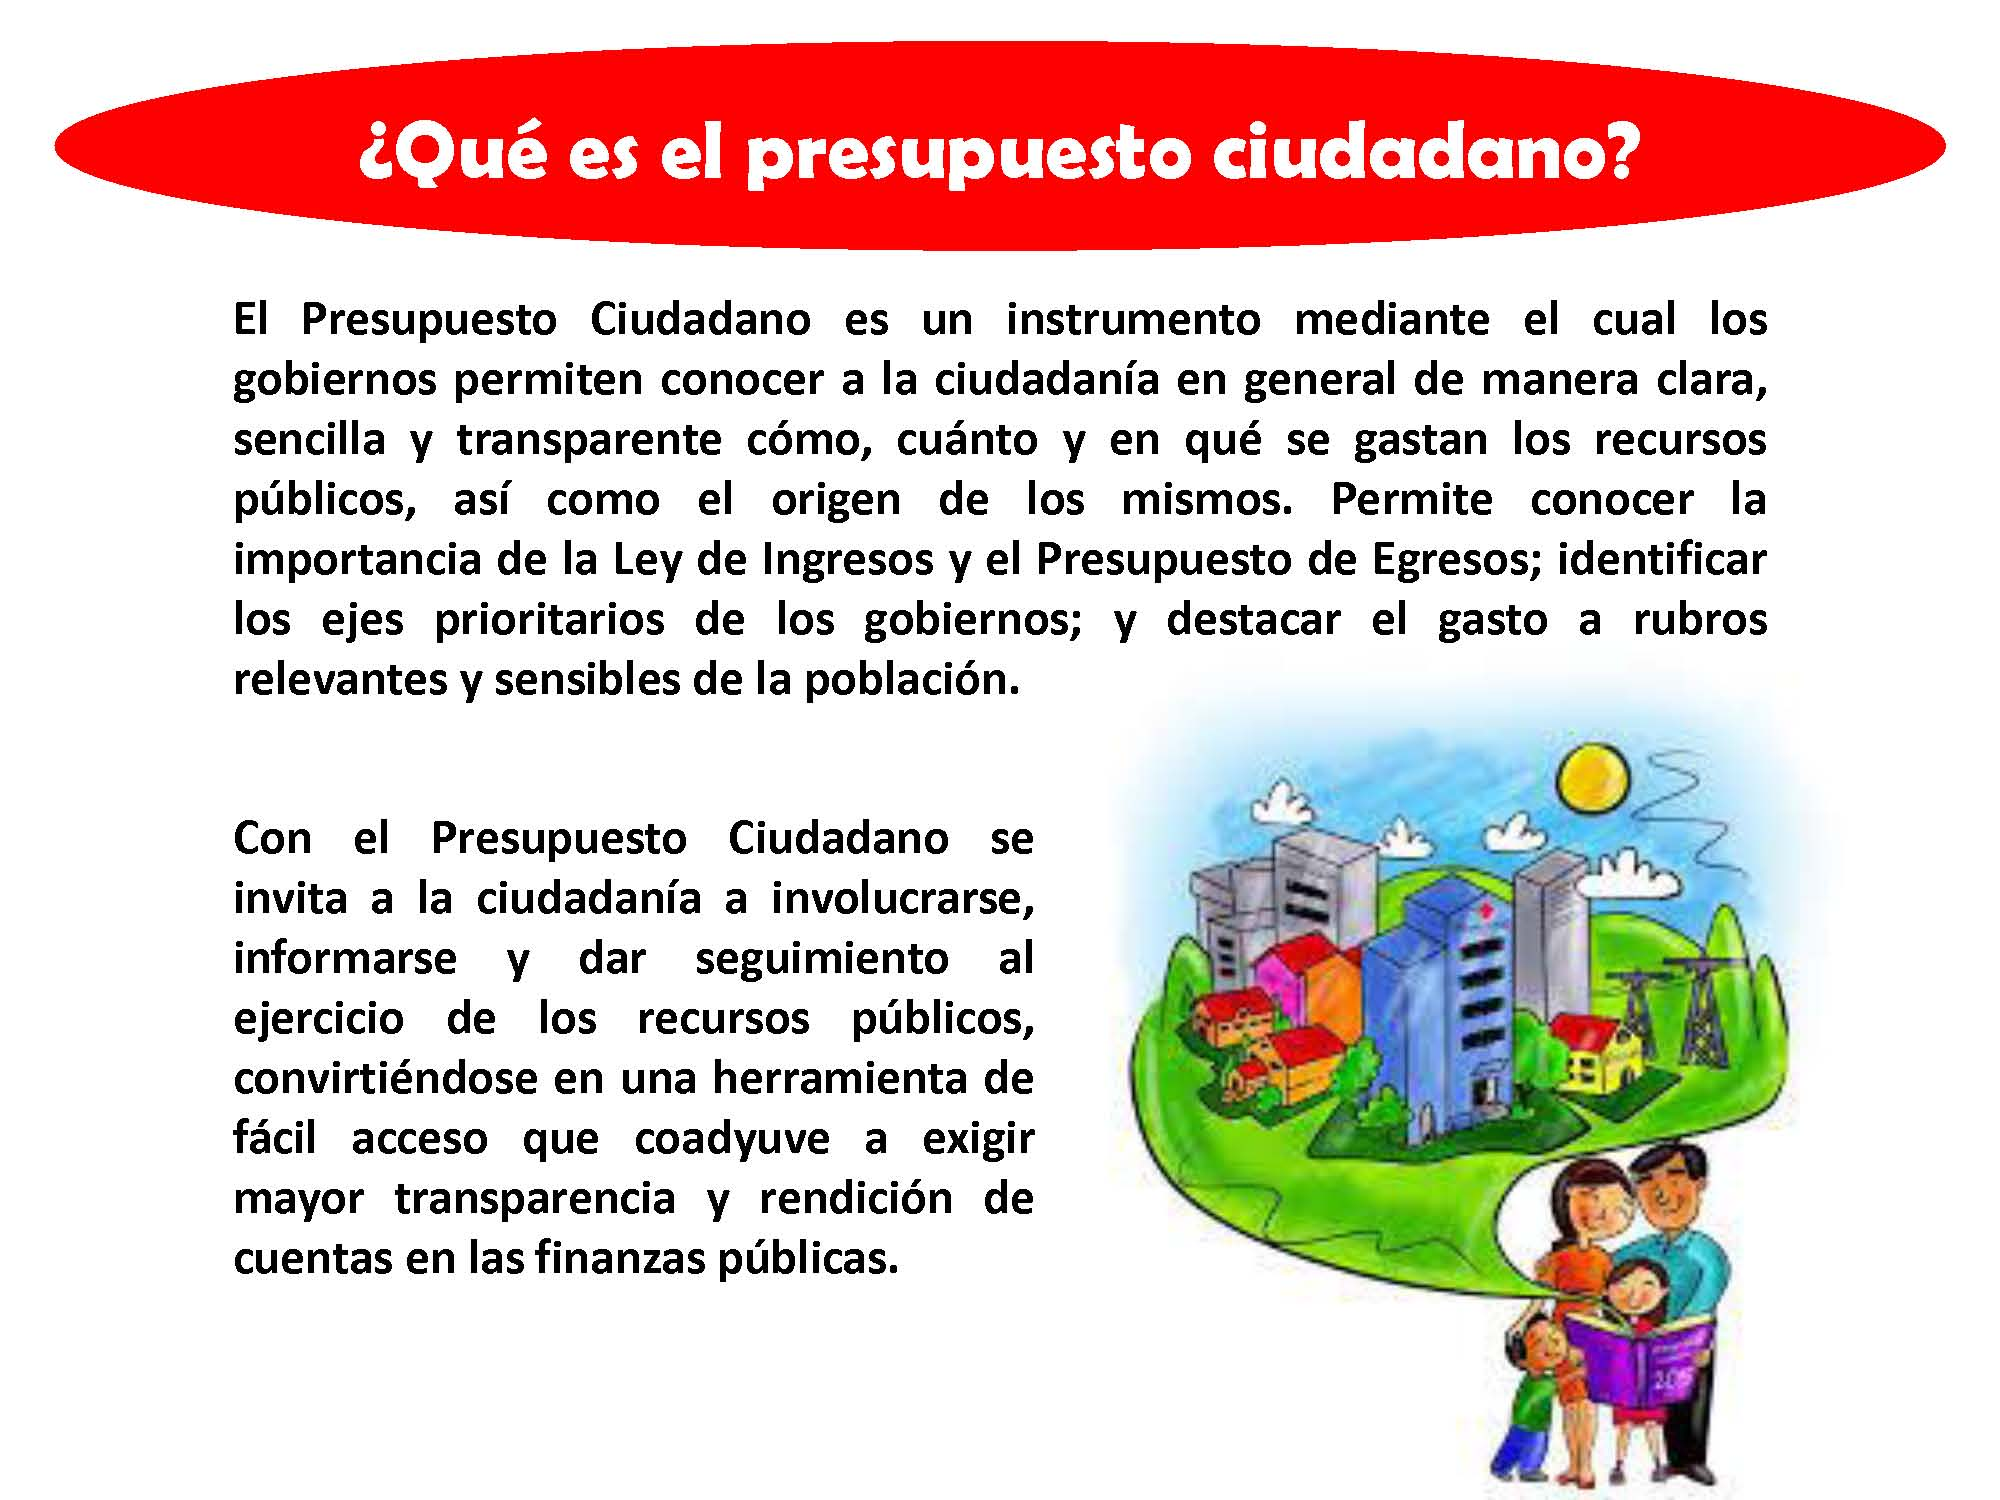 ¿Qué es el presupuesto ciudadano?
El Presupuesto Ciudadano es un instrumento mediante el cual los
gobiernos permiten conocer a la ciudadanía en general de manera clara,
sencilla y transparente cómo, cuánto y en qué se gastan los recursos
públicos, así como el origen de los mismos. Permite conocer la
importancia de la Ley de Ingresos y el Presupuesto de Egresos; identificar
los ejes prioritarios de los gobiernos; y destacar el gasto a rubros
relevantes y sensibles de la población.
Con el Presupuesto Ciudadano se
invita a la ciudadanía a involucrarse,
informarse y dar seguimiento al
ejercicio de los recursos públicos,
convirtiéndose en una herramienta de
fácil acceso que coadyuve a exigir
mayor transparencia y rendición de
cuentas en las finanzas públicas.